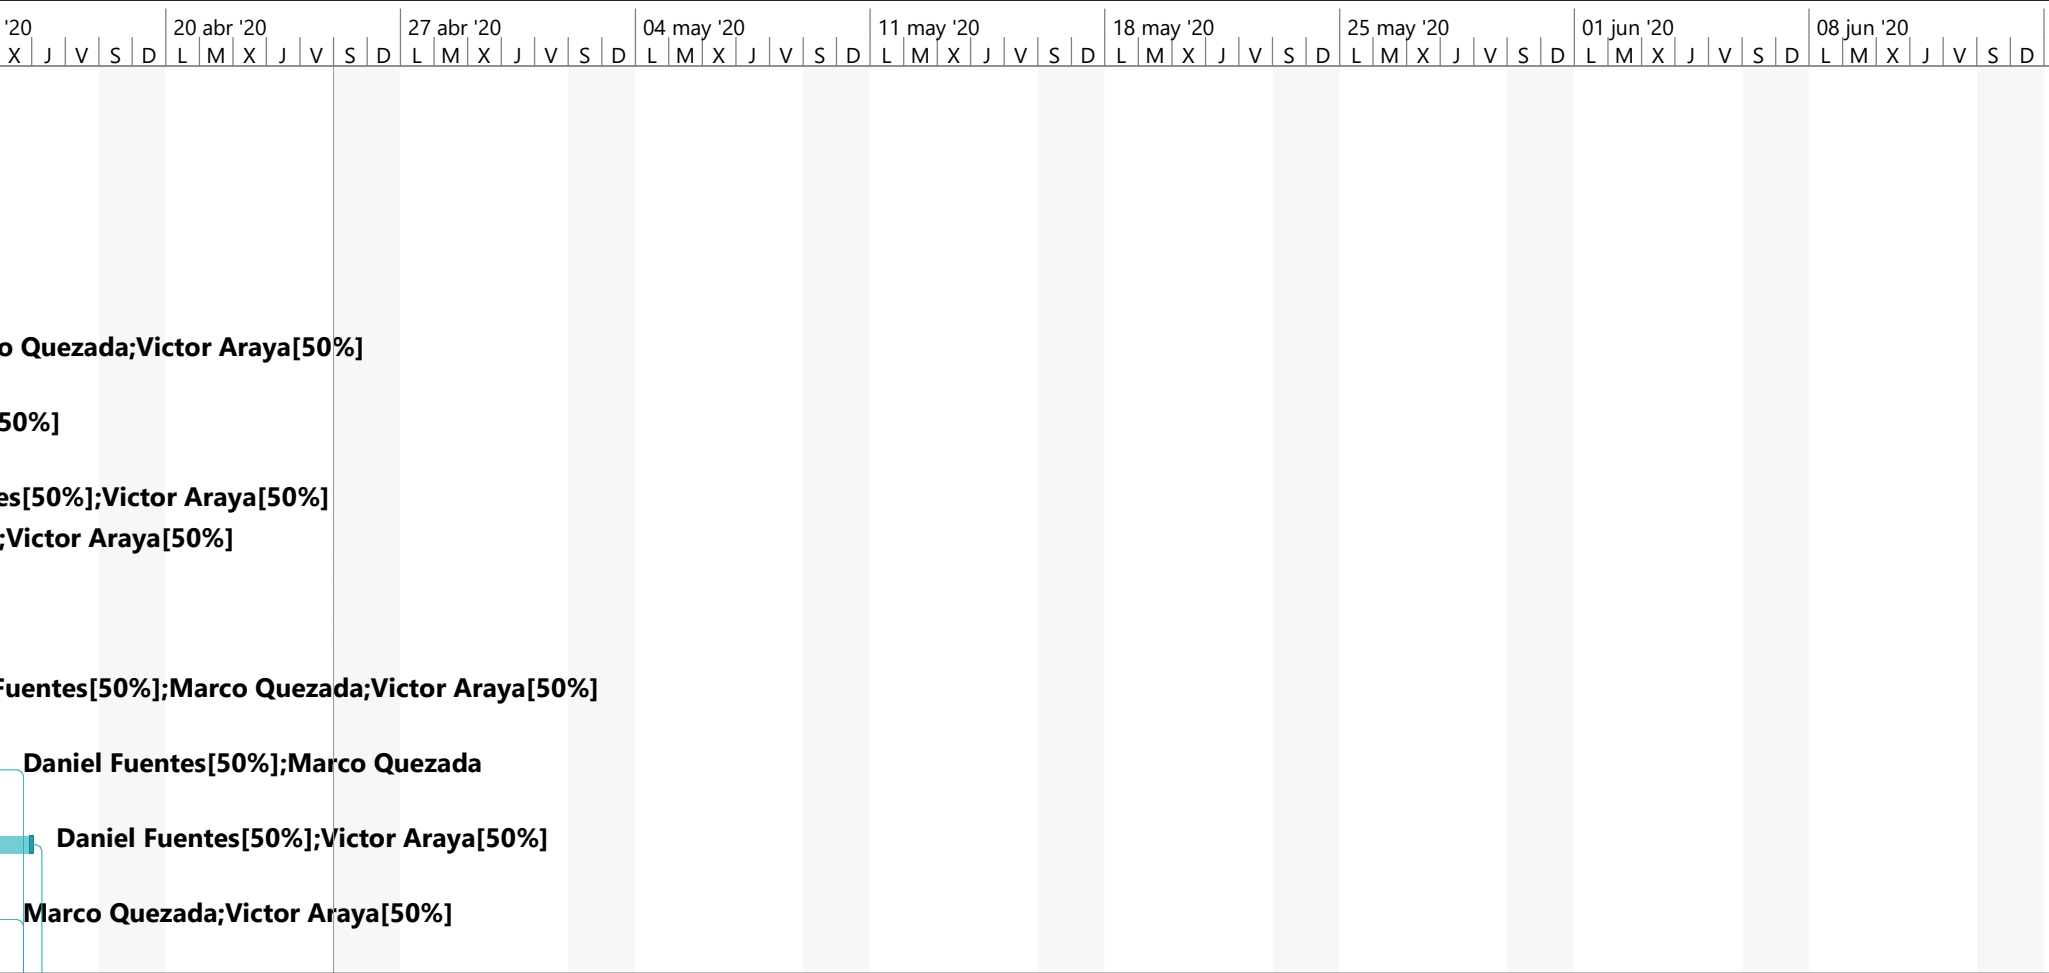 '20 20 abr '20 27 abr '20 04 may '20 11 may '20 18 may '20 25 may '20 01 jun '20 08 jun '20
X J V S D L M X J V S D L M X J V S D L M X J V S D L M X J V S D L M X J V S D L M X J V S D L M X J V S D L M X J V S D
o Quezada;Victor Araya[50%]
50%]
es[50%];Victor Araya[50%]
;Victor Araya[50%]
Fuentes[50%];Marco Quezada;Victor Araya[50%]
Daniel Fuentes[50%];Marco Quezada
Daniel Fuentes[50%];Victor Araya[50%]
Marco Quezada;Victor Araya[50%]